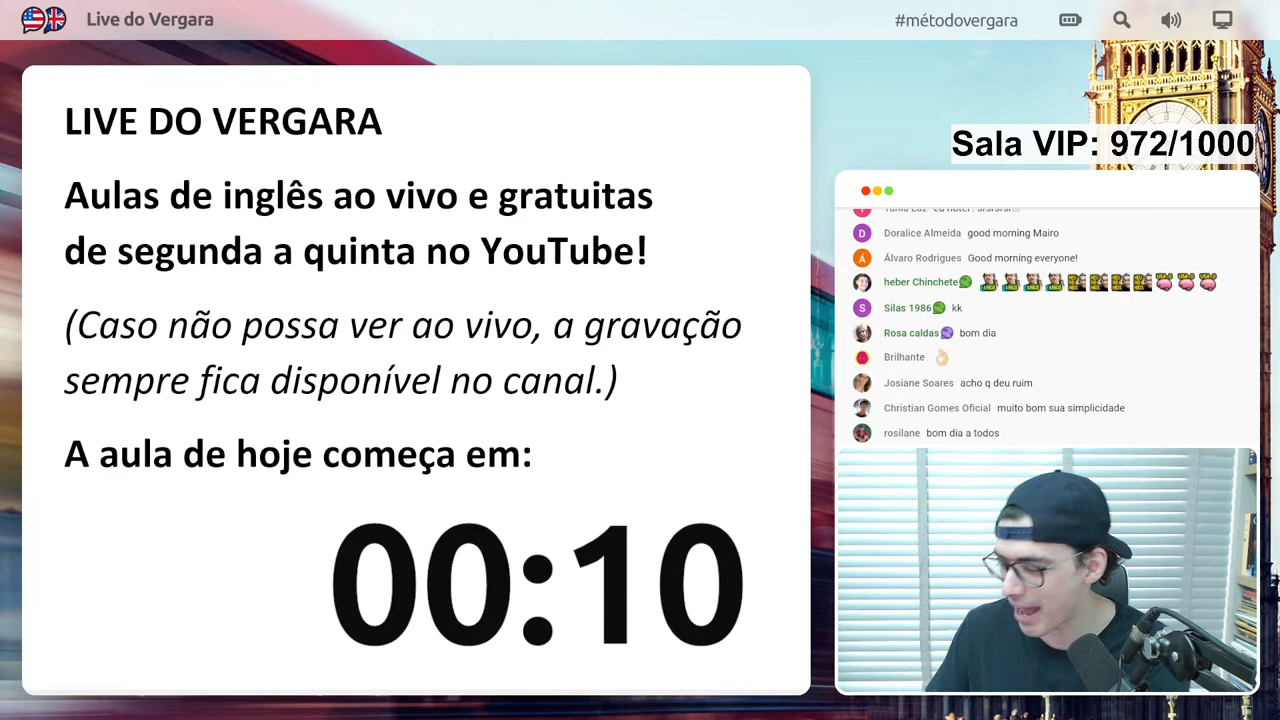 Live do Vergara
#métodovergara
LIVE DO VERGARA
Aulas de inglês ao vivo e gratuitas
de segunda a quinta no YouTube!
(Caso não possa ver ao vivo, a gravação
sempre fica disponível no canal.)
A aula de hoje começa em:
00:10
Sala VIP: 972/1000
Doralice Almeida good morning Mairo
Álvaro Rodrigues Good morning everyone!
heber Chinchete
Silas 1986 kk
Rosa caldas bom dia
Brilhante
Josiane Soares acho q deu ruim
Christian Gomes Oficial muito bom sua simplicidade
rosilane bom dia a todos